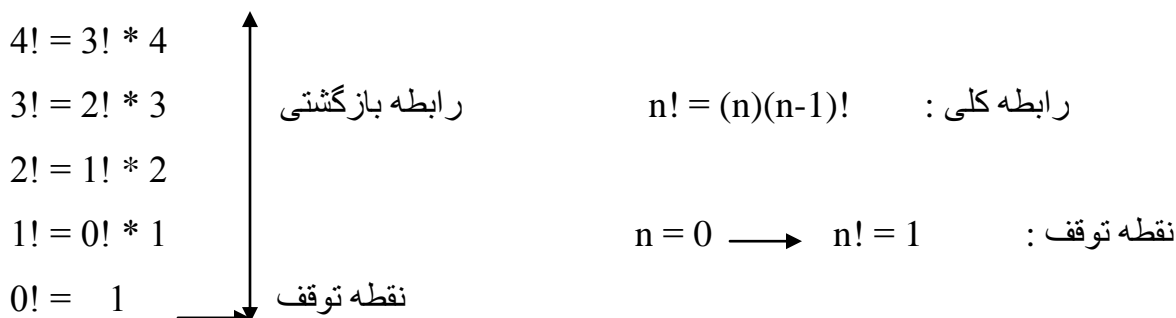 4! = 3! * 4
3! = 2! * 3 رابطه بازگشتی n! = (n)(n-1)! رابطه کلی :
2! = 1! * 2
1! = 0! * 1 n = 0 ⟶ n! = 1 نقطه توقف :
0! = 1 ⟶ نقطه توقف